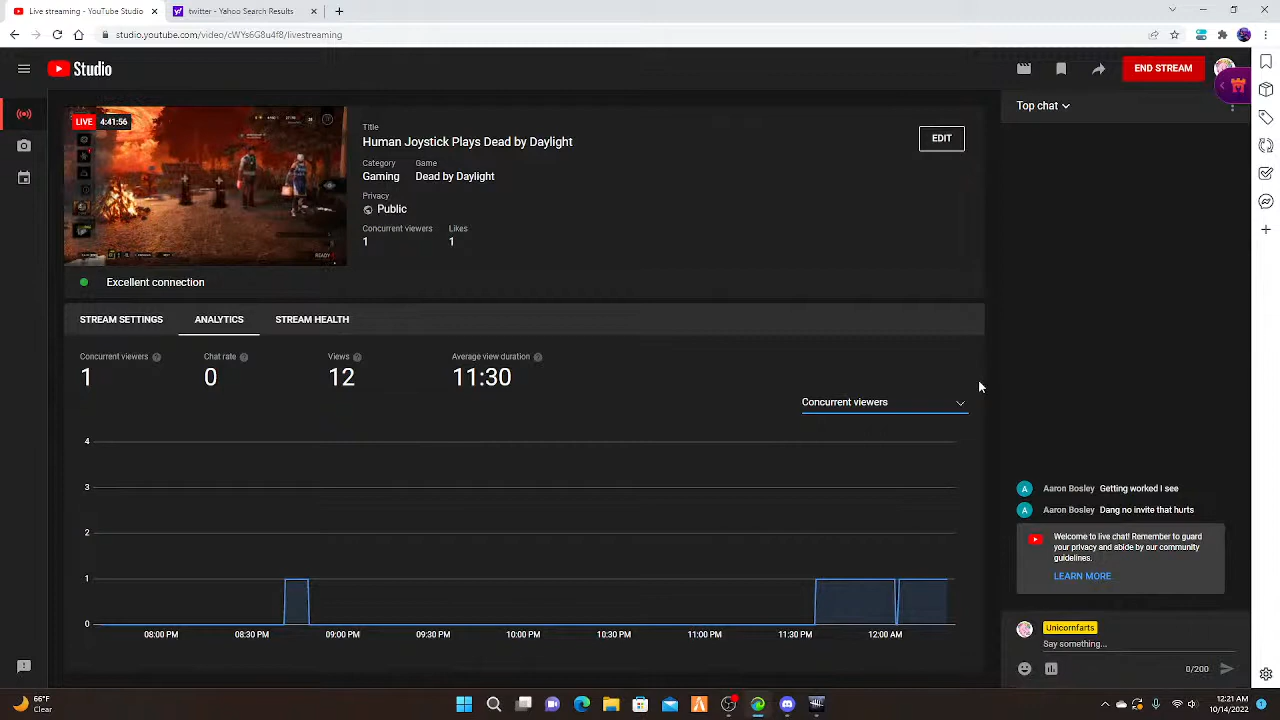 Live streaming - YouTube Studio
twitter - Yahoo Search Results
studio.youtube.com/video/cWYs6G8u4f8/livestreaming
Studio
END STREAM
LIVE 4:41:56
READY
Title
Human Joystick Plays Dead by Daylight
EDIT
Category Game
Gaming Dead by Daylight
Privacy
Public
Concurrent viewers Likes
1 1
Excellent connection
STREAM SETTINGS ANALYTICS STREAM HEALTH
Concurrent viewers Chat rate Views Average view duration
1 0 12 11:30
Concurrent viewers
4
3
2
1
0
08:00 PM 08:30 PM 09:00 PM 09:30 PM 10:00 PM 10:30 PM 11:00 PM 11:30 PM 12:00 AM
Top chat
A Aaron Bosley Getting worked I see
A Aaron Bosley Dang no invite that hurts
Welcome to live chat! Remember to guard
your privacy and abide by our community
guidelines.
LEARN MORE
Unicornfarts
Say something...
0/200
66°F
Clear
12:21 AM
10/4/2022
1